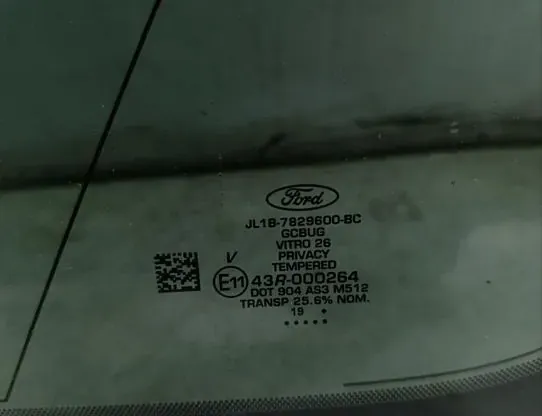 Ford
JL1B-7829600-BC
GCBUG
VITRO 26
PRIVACY
TEMPERED
V
E11 43R-000264
DOT 904 AS3 M512
TRANSP 25.6% NOM.
19